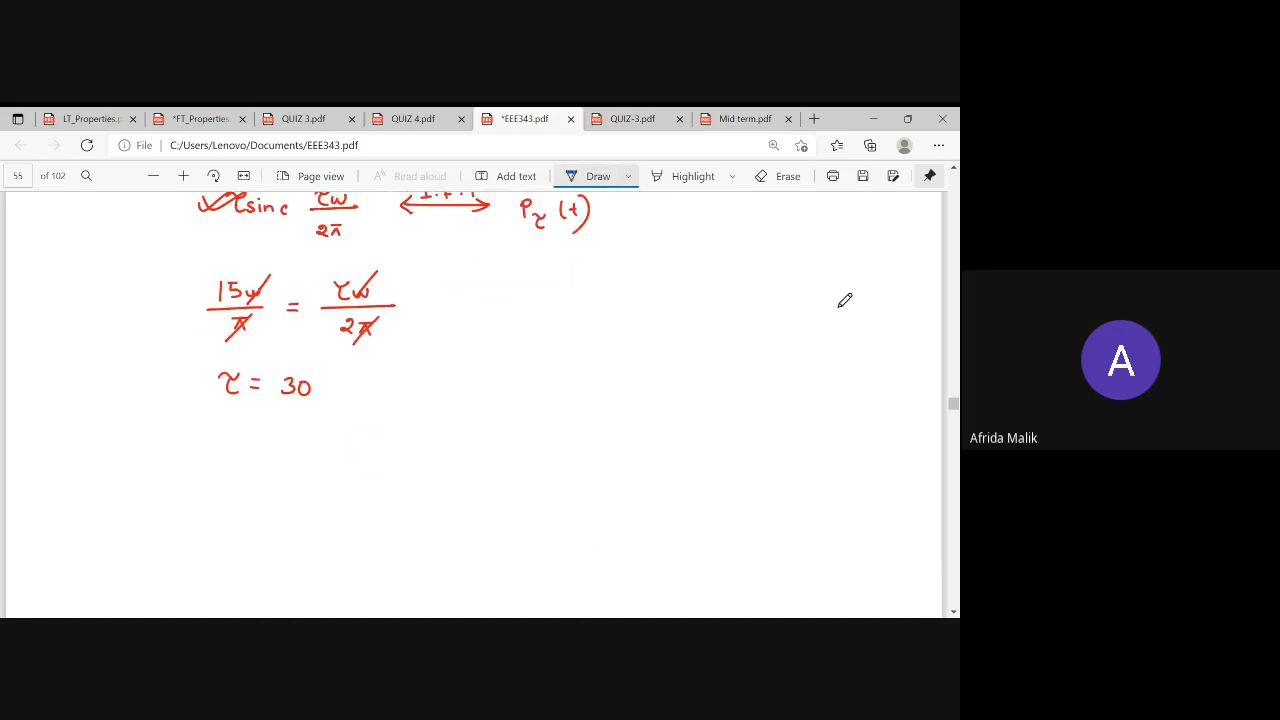 LT_Properties.p *FT_Properties. QUIZ 3.pdf QUIZ 4.pdf *EEE343.pdf QUIZ-3.pdf Mid term.pdf
File C:/Users/Lenovo/Documents/EEE343.pdf
55 of 102 Page view Read aloud Add text Draw Highlight Erase
τ sinc τω/2π ⟷ Pτ (t)
15ω/π = τω/2π
τ = 30
A
Afrida Malik